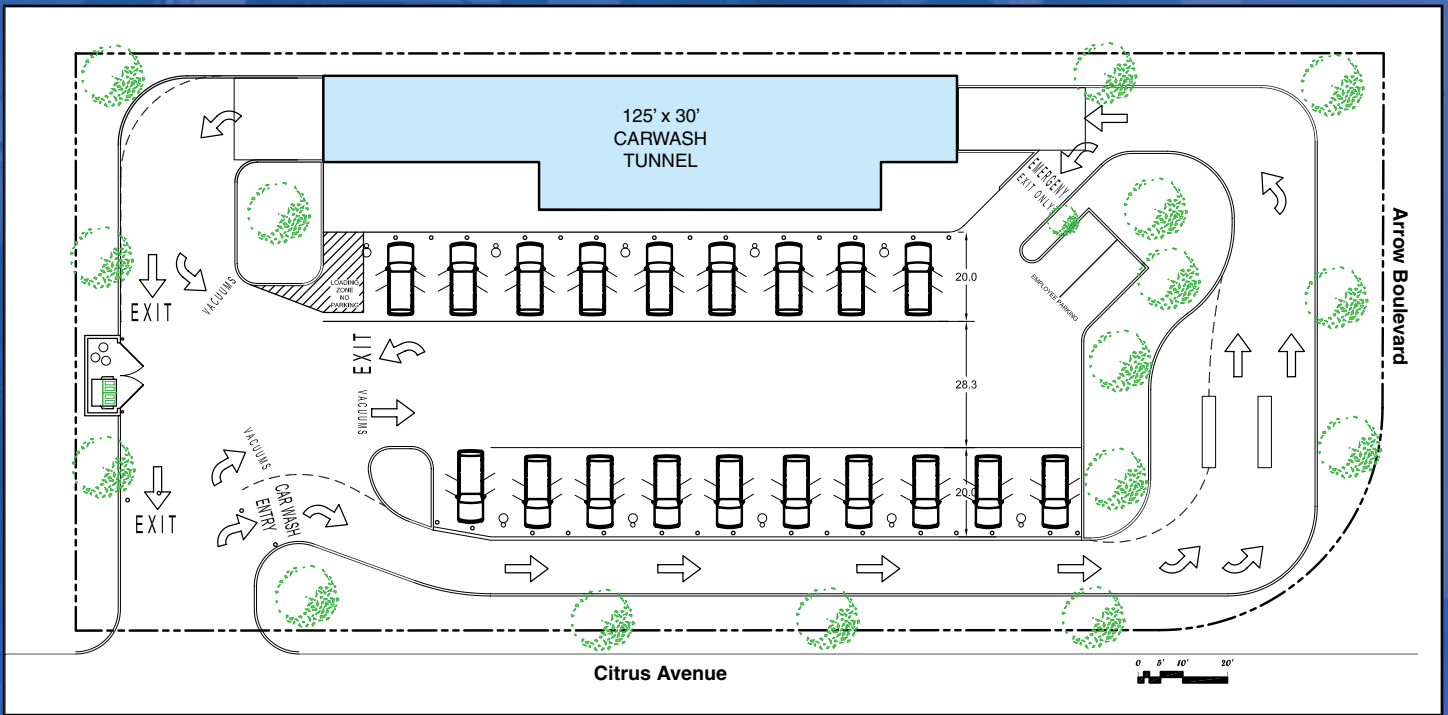 125' x 30'
CARWASH
TUNNEL
EMERGENY
EXIT ONLY
Arrow Boulevard
20.0
LOADING
ZONE
NO
PARKING
EMPLOYEE PARKING
VACUUMS
EXIT
EXIT
28.3
VACUUMS
VACUUMS
CAR WASH
ENTRY
20.0
EXIT
Citrus Avenue
0 5' 10' 20'